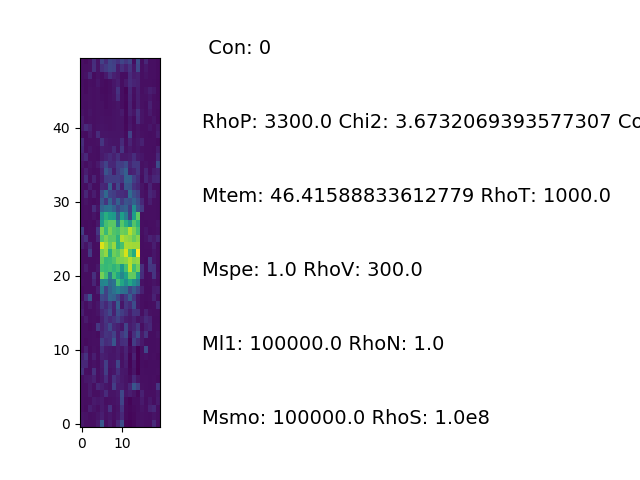 Con: 0
RhoP: 3300.0 Chi2: 3.6732069393577307 Co
Mtem: 46.41588833612779 RhoT: 1000.0
Mspe: 1.0 RhoV: 300.0
Ml1: 100000.0 RhoN: 1.0
Msmo: 100000.0 RhoS: 1.0e8
40
30
20
10
0
0 10